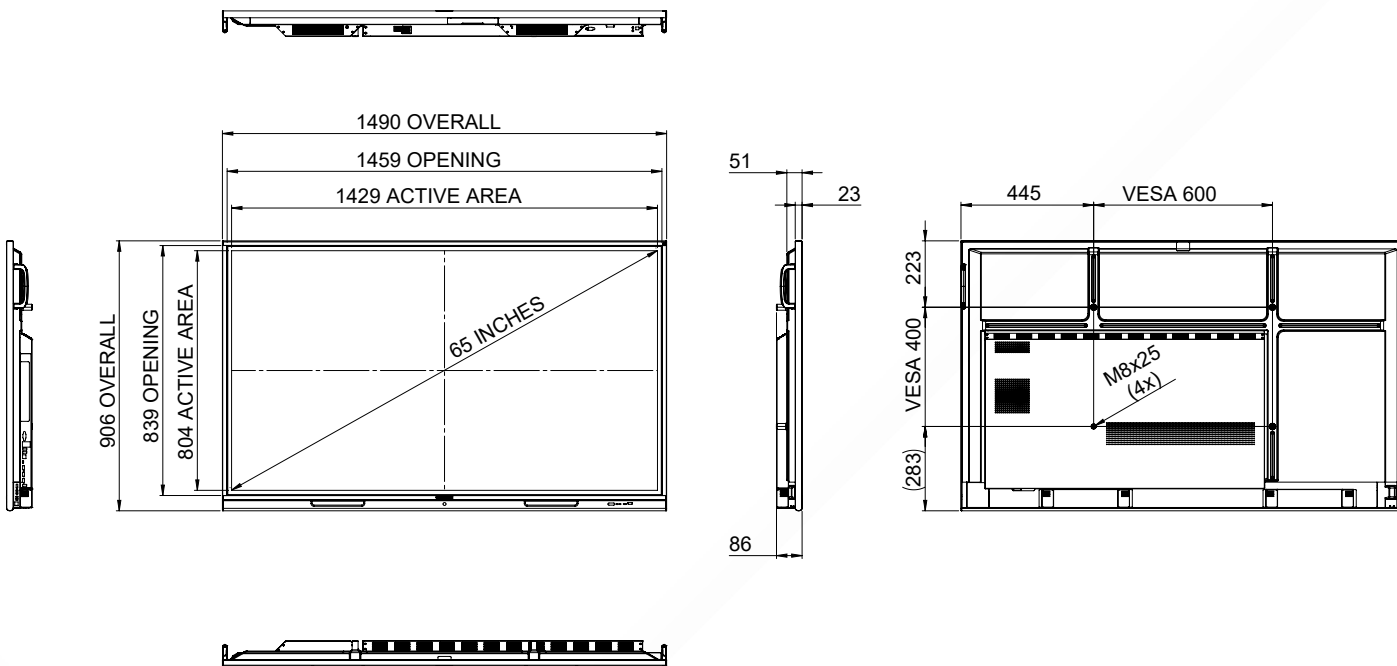 1490 OVERALL
1459 OPENING
1429 ACTIVE AREA
906 OVERALL
839 OPENING
804 ACTIVE AREA
65 INCHES
51
23
86
445
VESA 600
223
VESA 400
(283)
M8x25
(4x)